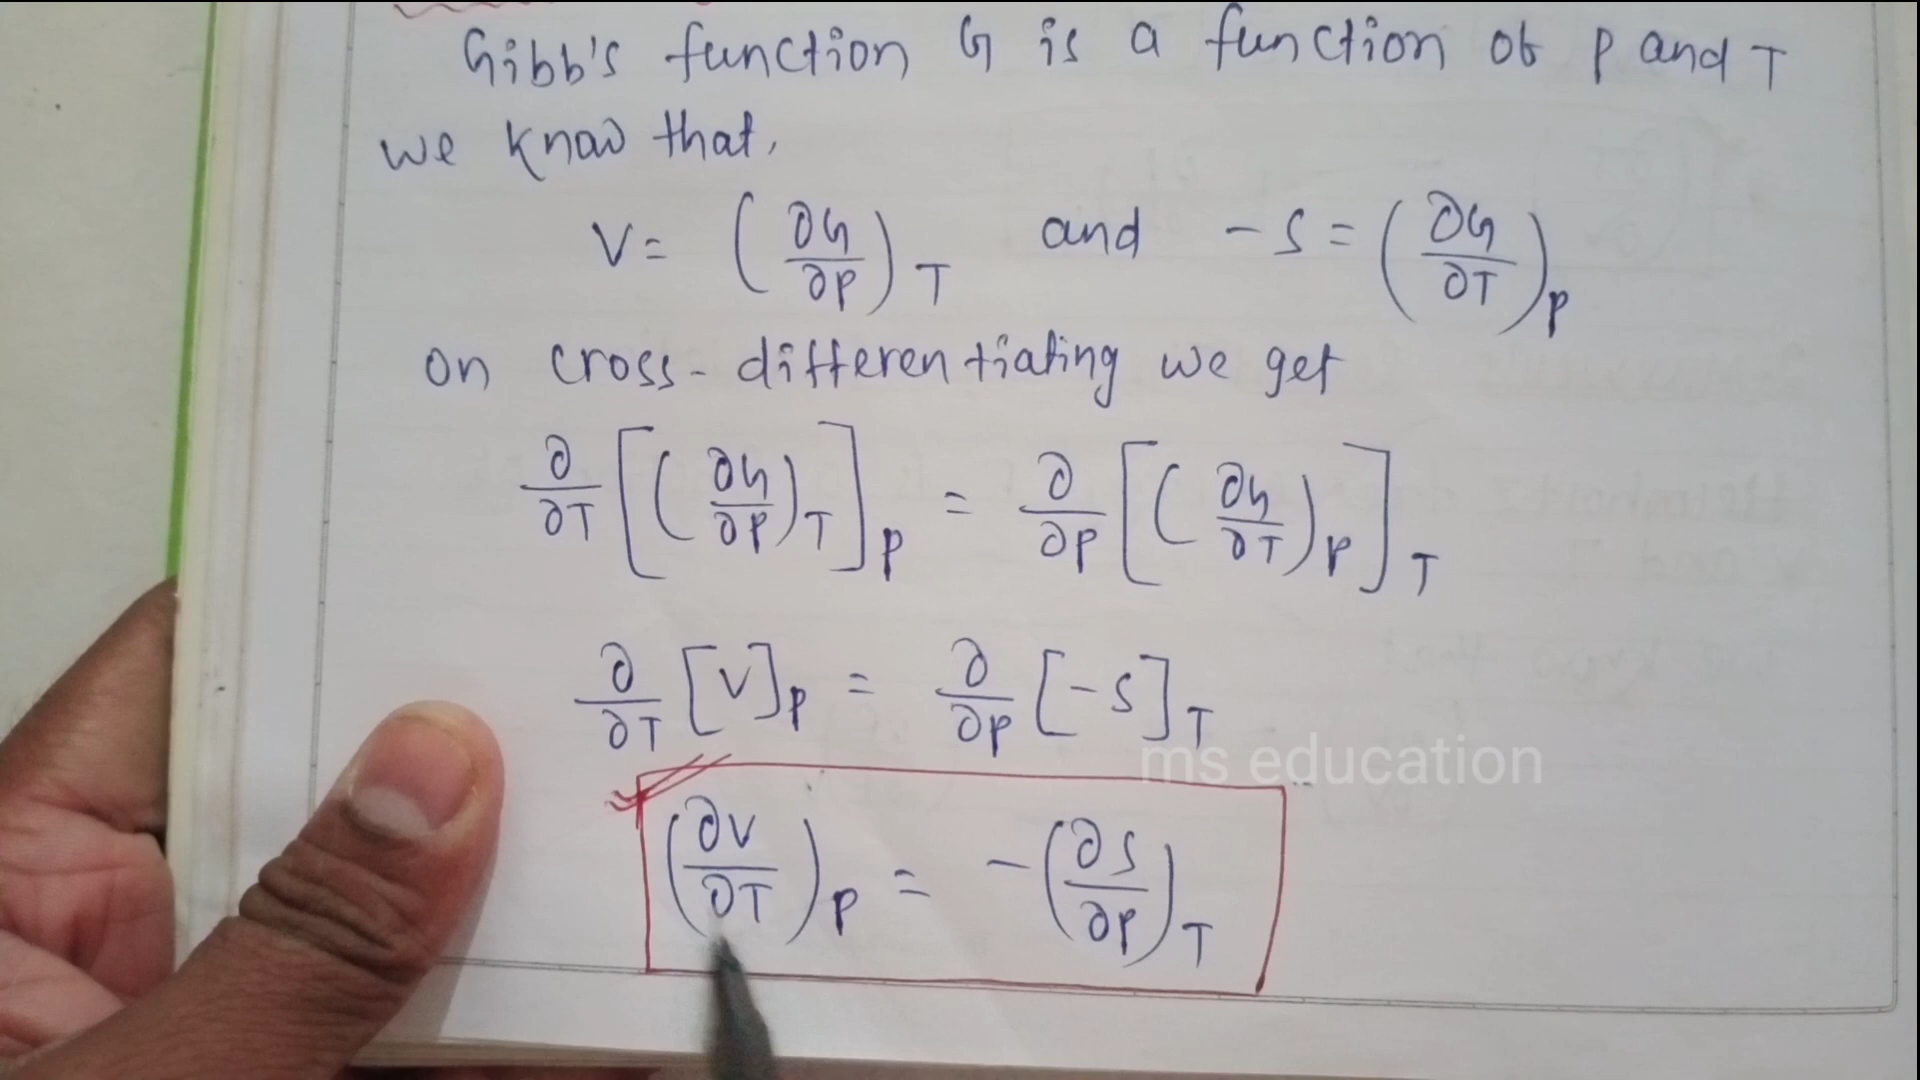 Gibb's function G is a function of P and T
we know that,
V = (∂G/∂P)_T and -S = (∂G/∂T)_P
on cross-differentiating we get
∂/∂T [(∂G/∂P)_T]_P = ∂/∂P [(∂G/∂T)_P]_T
∂/∂T [V]_P = ∂/∂P [-S]_T
ms education
(∂V/∂T)_P = -(∂S/∂P)_T